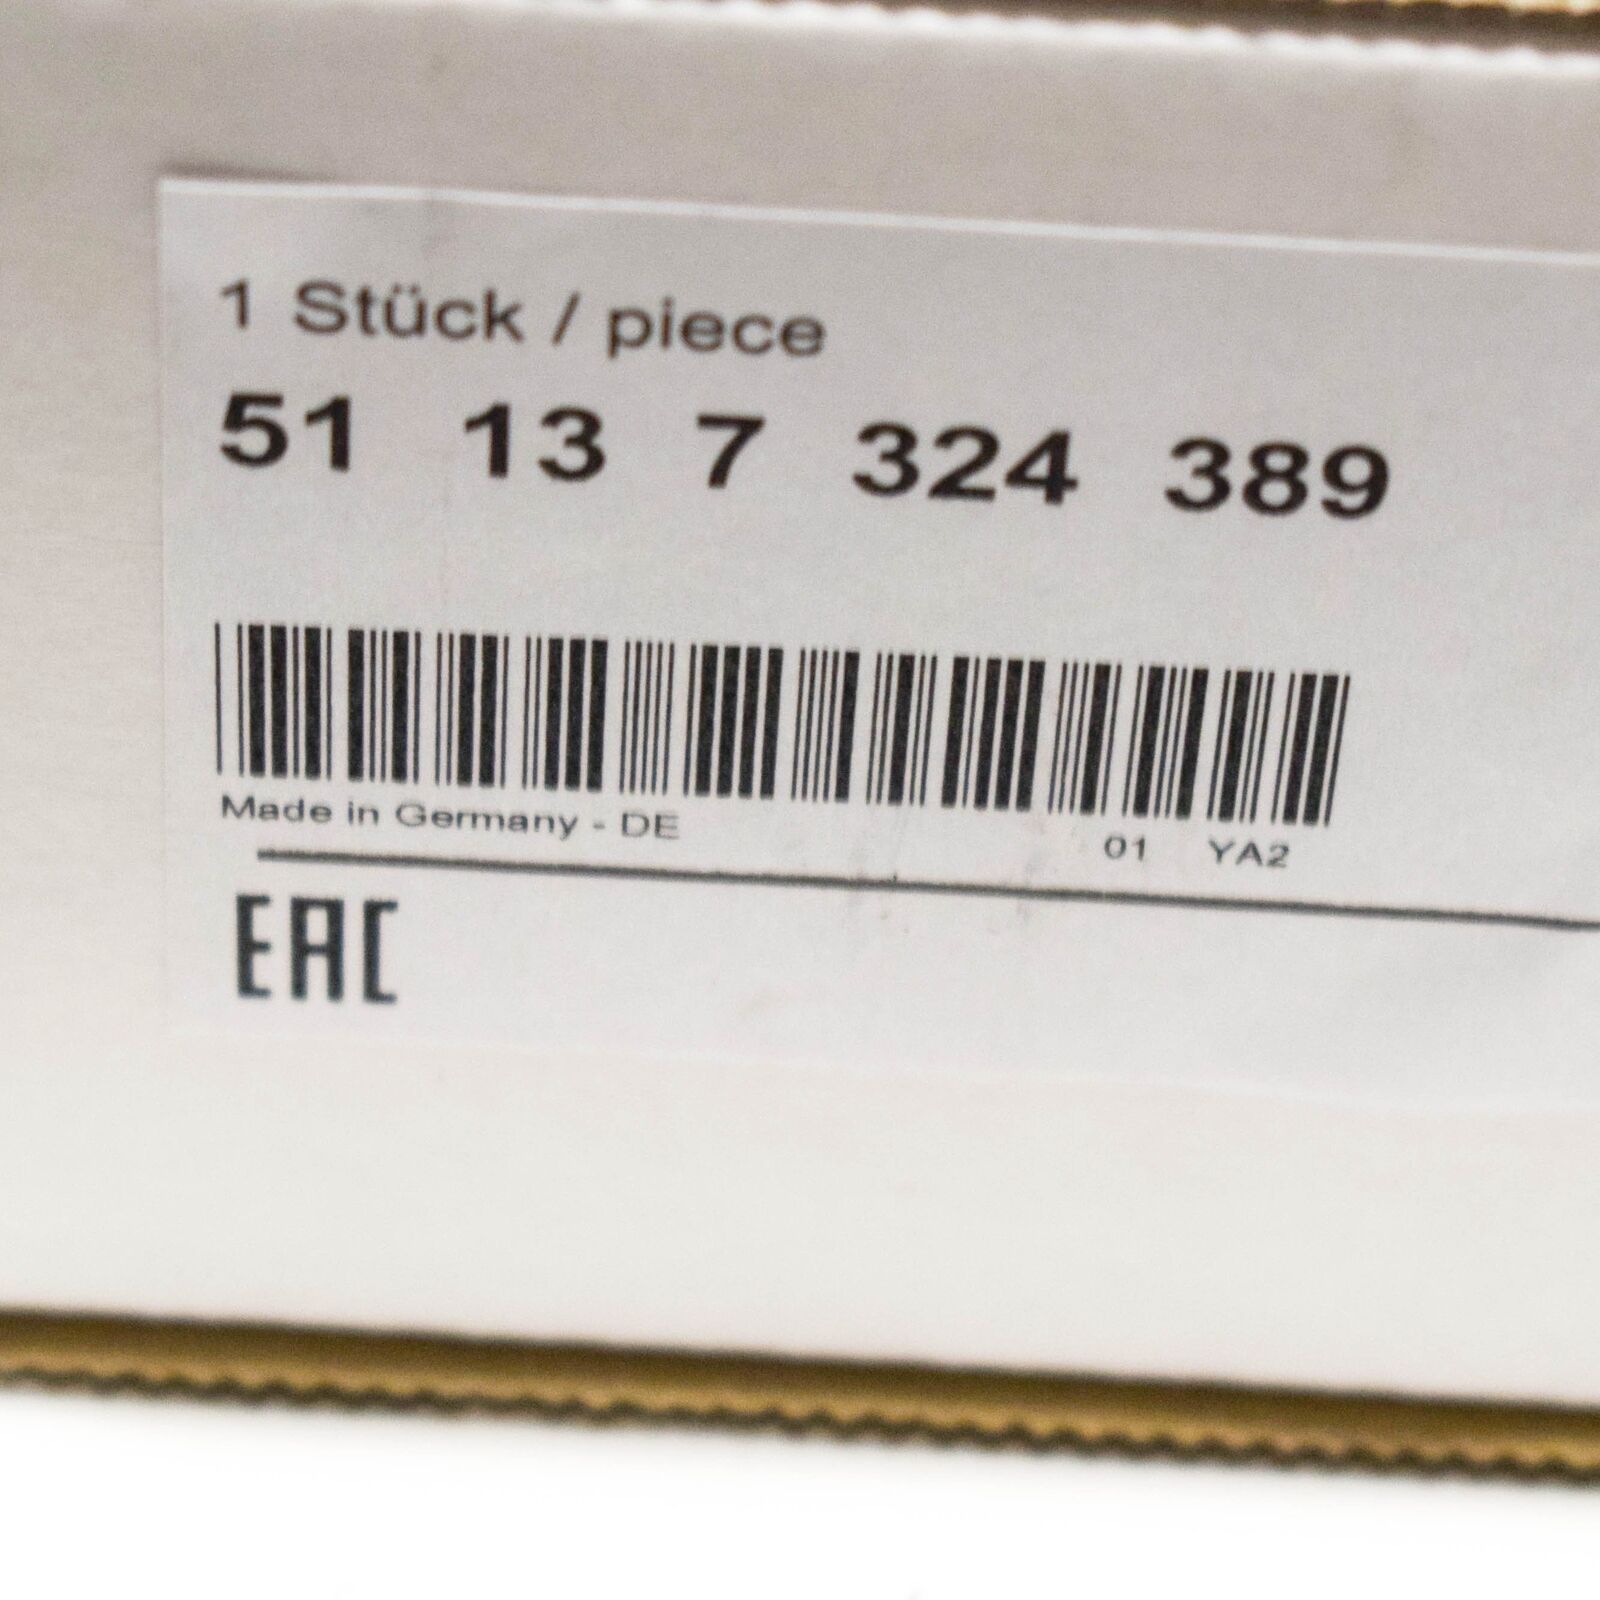 1 Stück / piece
51 13 7 324 389
Made in Germany - DE 01 YA2
EAC